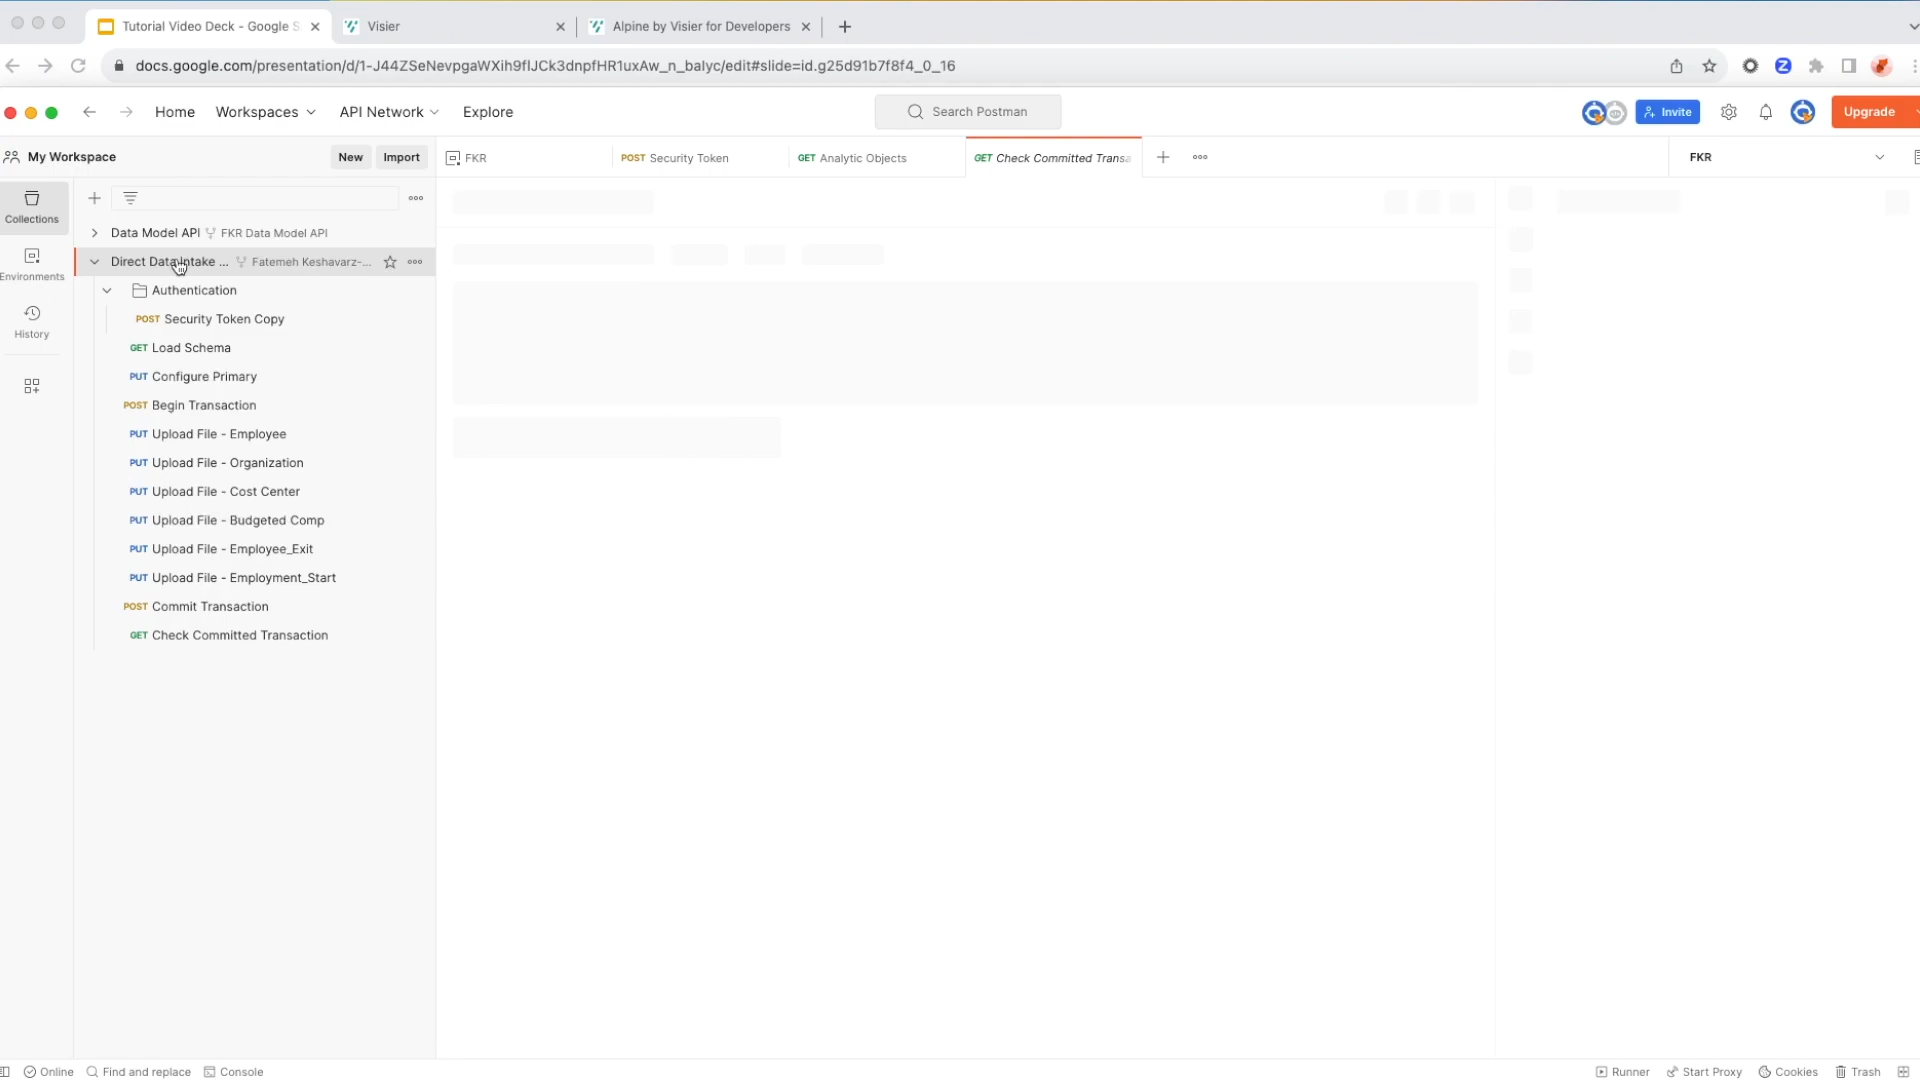 Tutorial Video Deck - Google S
Visier
Alpine by Visier for Developers
docs.google.com/presentation/d/1-J44ZSeNevpgaWXih9flJCk3dnpfHR1uxAw_n_balyc/edit#slide=id.g25d91b7f8f4_0_16
Home Workspaces API Network Explore
Search Postman
Invite
Upgrade
My Workspace
New Import
FKR
POST Security Token
GET Analytic Objects
GET Check Committed Transa
FKR
Collections
Environments
History
Data Model API FKR Data Model API
Direct Data Intake ... Fatemeh Keshavarz-...
Authentication
POST Security Token Copy
GET Load Schema
PUT Configure Primary
POST Begin Transaction
PUT Upload File - Employee
PUT Upload File - Organization
PUT Upload File - Cost Center
PUT Upload File - Budgeted Comp
PUT Upload File - Employee_Exit
PUT Upload File - Employment_Start
POST Commit Transaction
GET Check Committed Transaction
Online Find and replace Console
Runner Start Proxy Cookies Trash